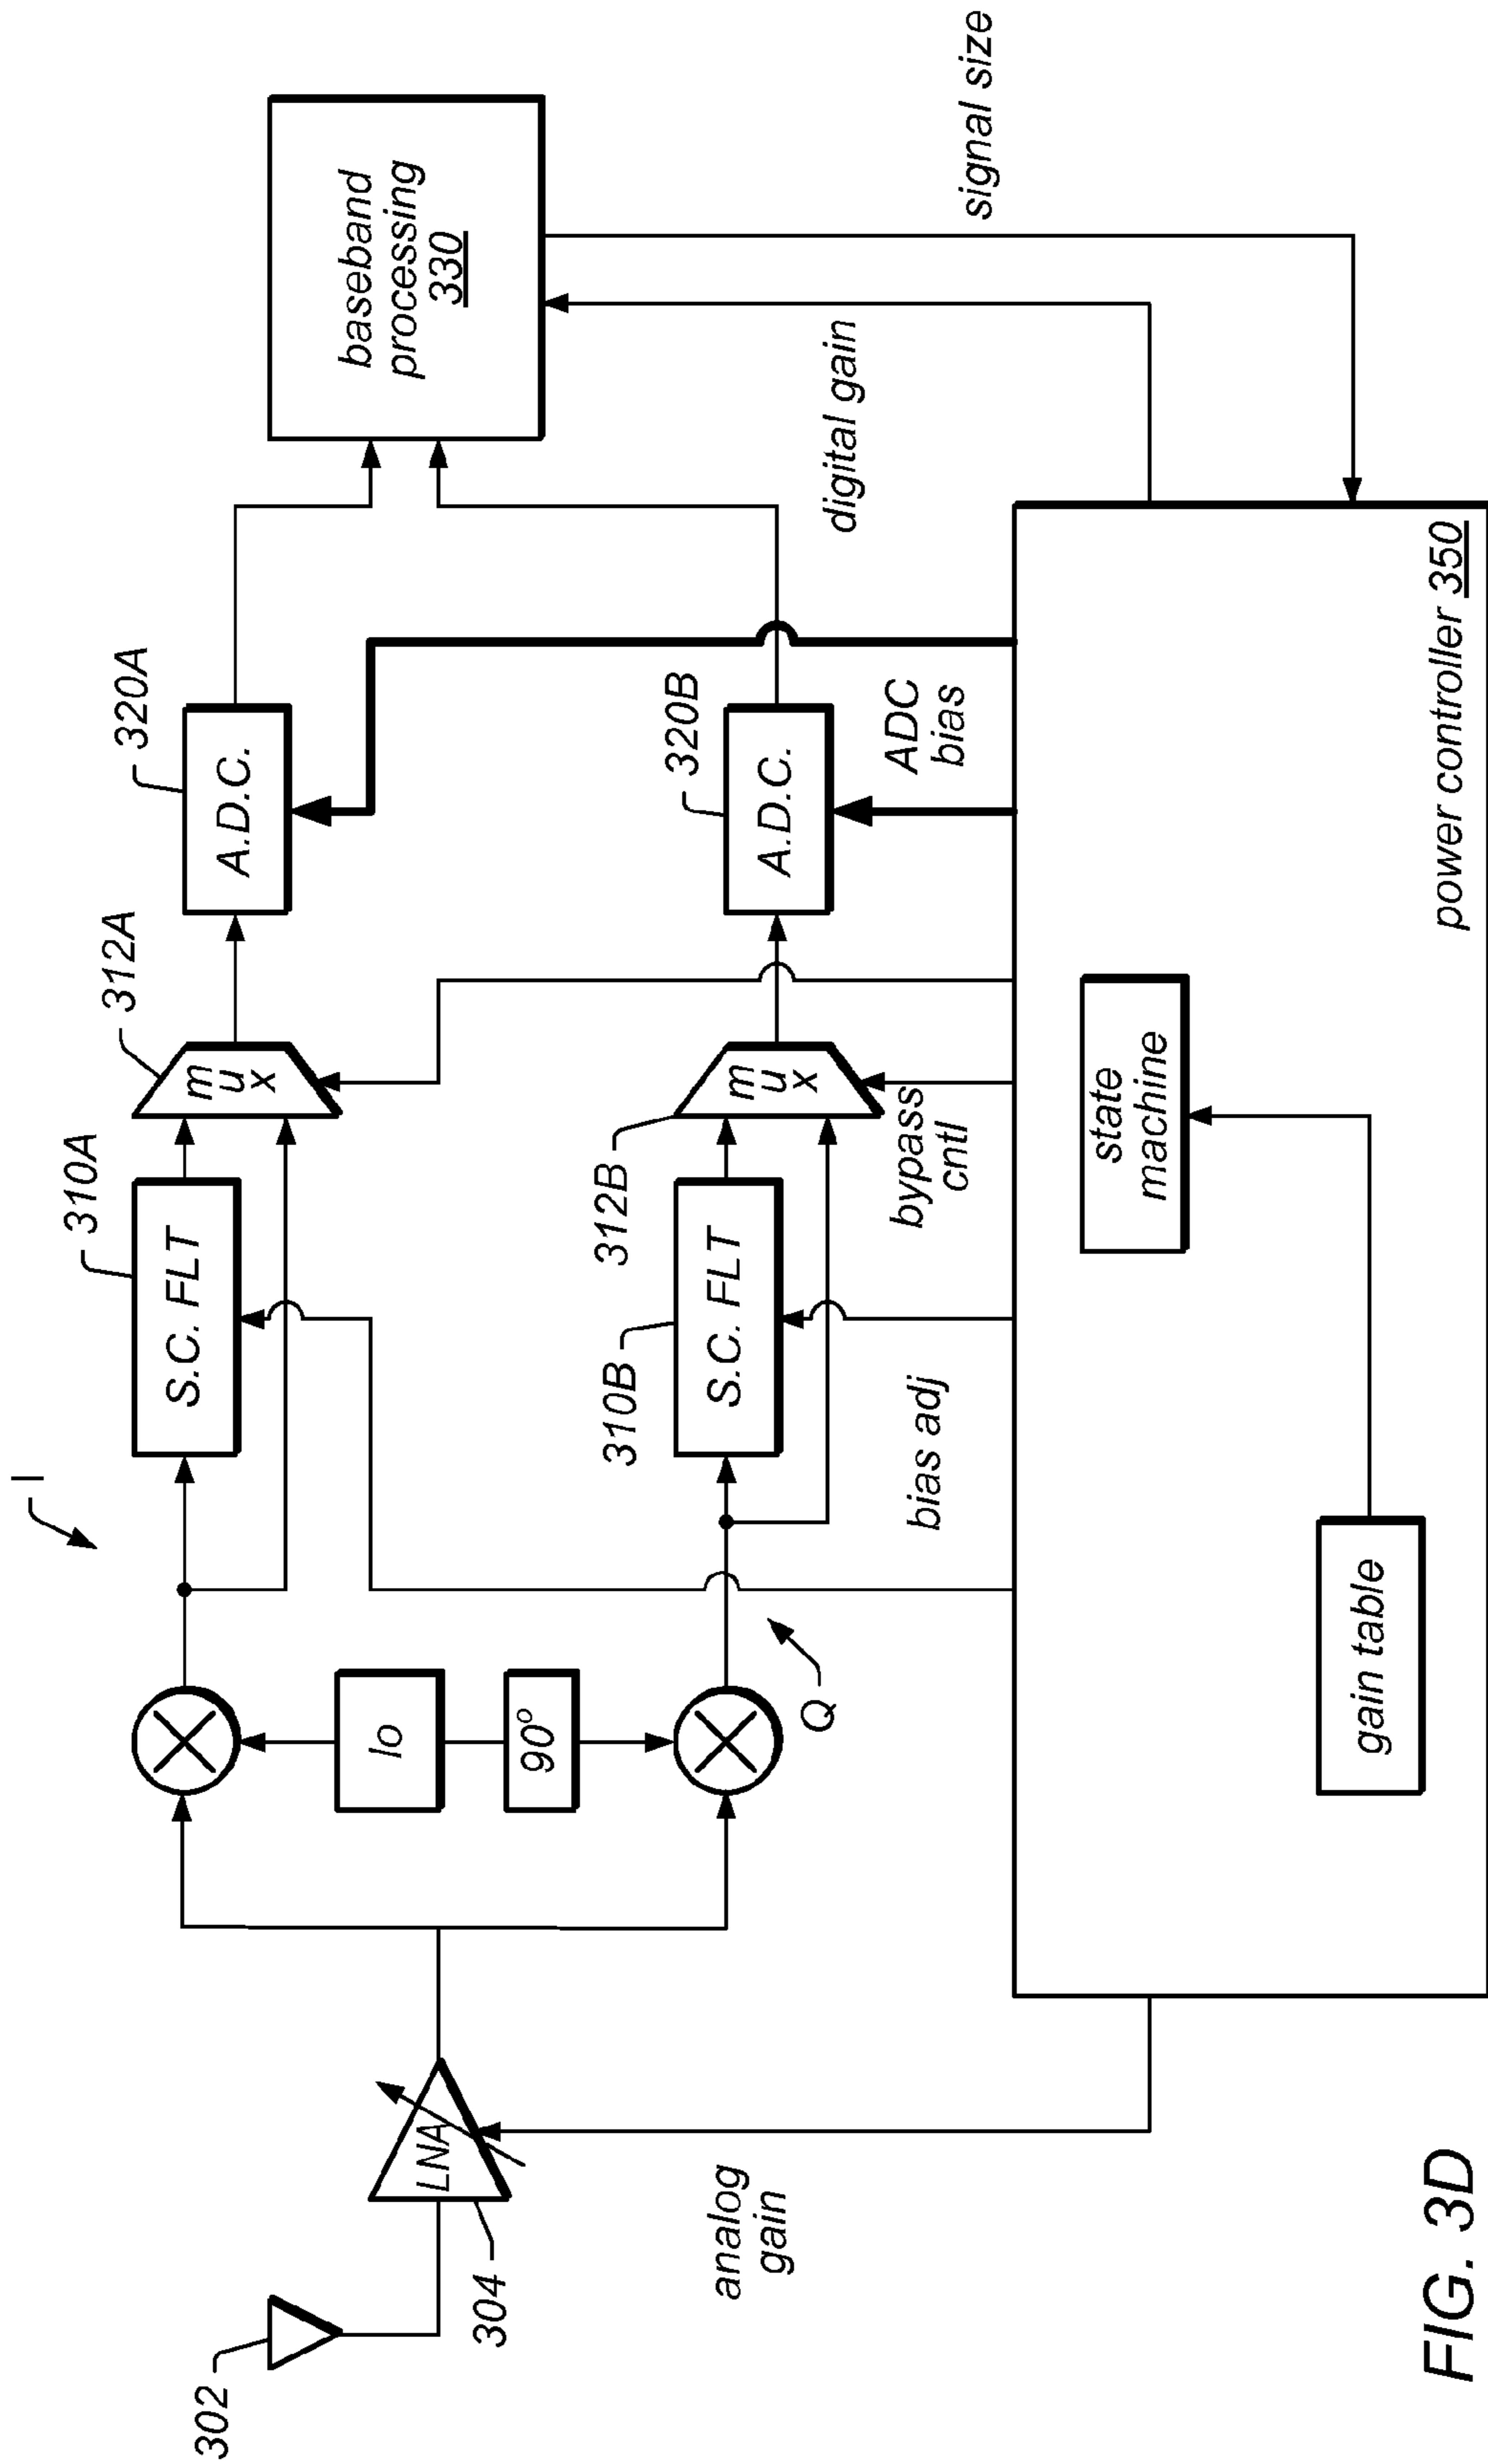 I
310A
312A
320A
S.C. FLT
m
u
x
A.D.C.
baseband
processing
330
302
LNA
304
lo
90°
Q
310B
312B
320B
S.C. FLT
m
u
x
A.D.C.
analog
gain
bias adj
bypass
cntl
ADC
bias
digital gain
signal size
state
machine
gain table
power controller 350
FIG. 3D